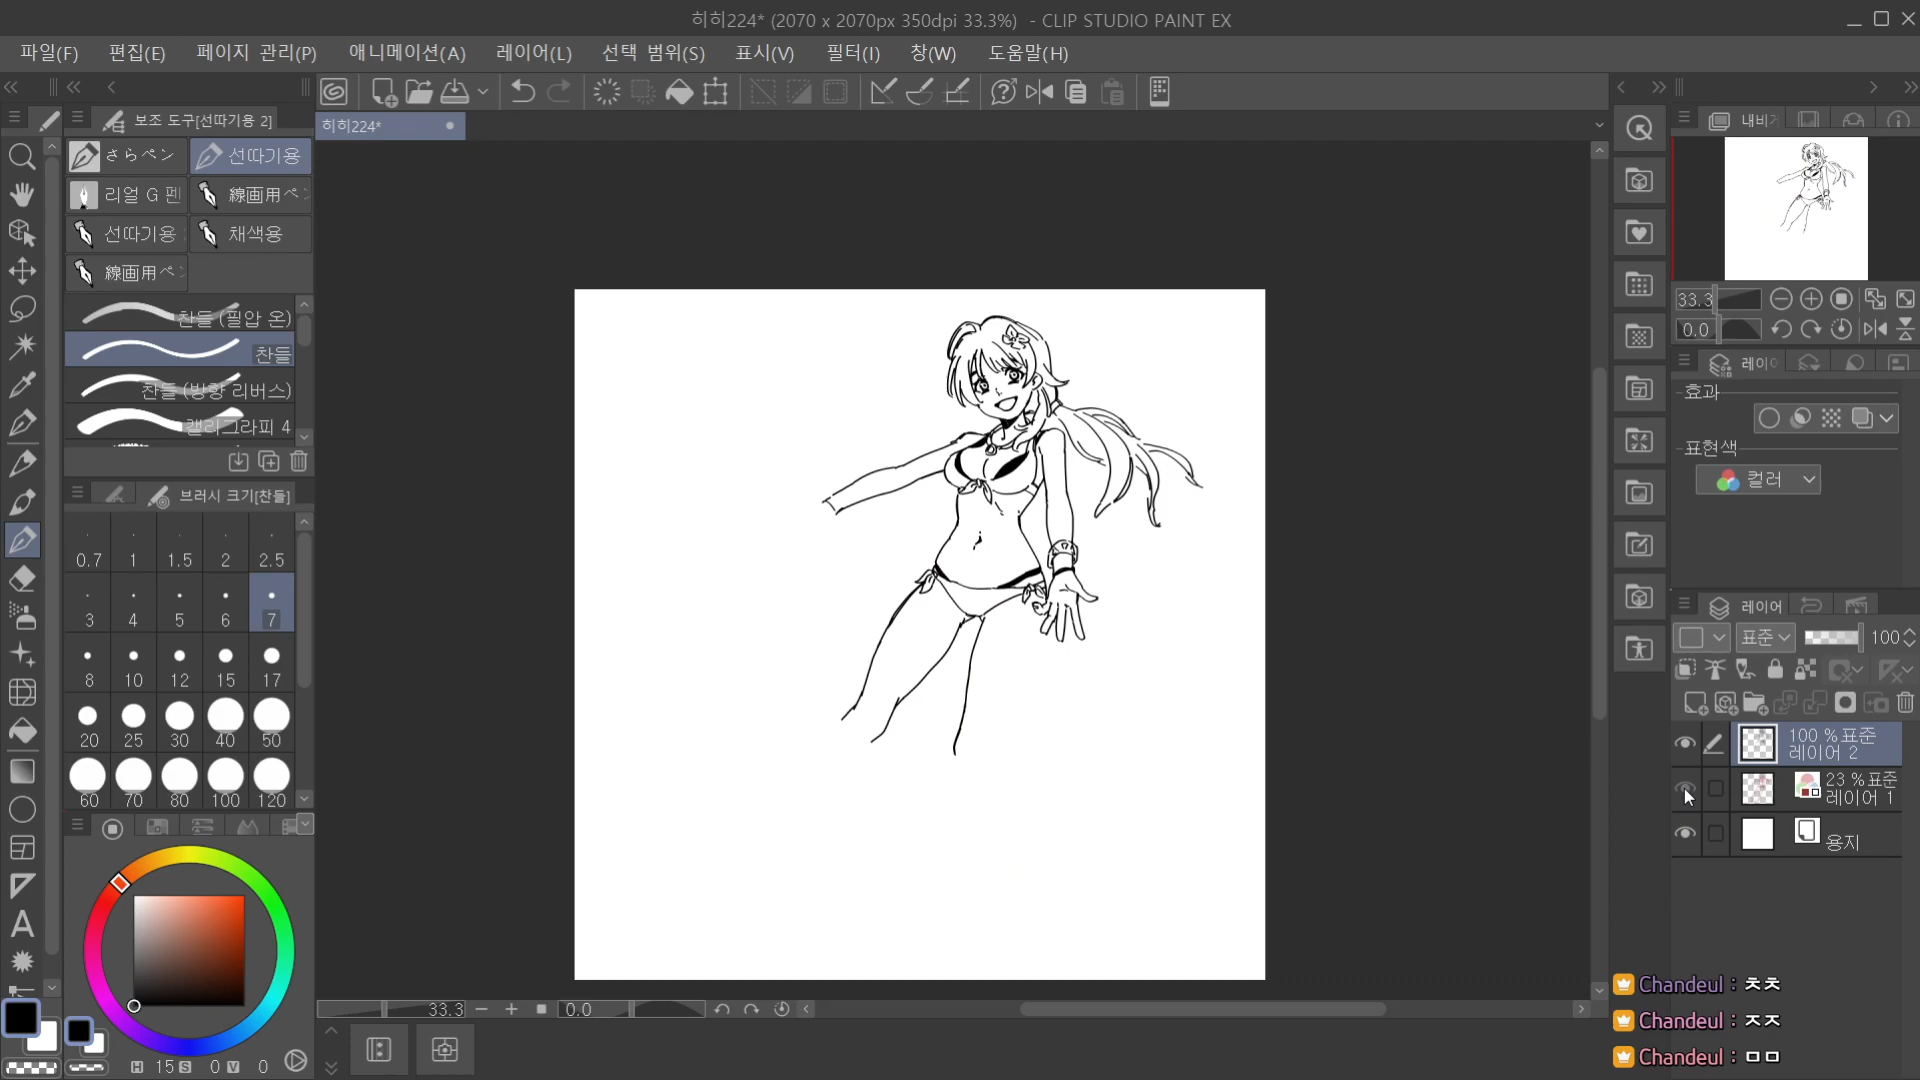 히히224* (2070 x 2070px 350dpi 33.3%) - CLIP STUDIO PAINT EX
파일(F) 편집(E) 페이지 관리(P) 애니메이션(A) 레이어(L) 선택 범위(S) 표시(V) 필터(I) 창(W) 도움말(H)
보조 도구[선따기용 2]
히히224*
さらペン 선따기용
리얼 G 펜 線画用ペ
선따기용 채색용
線画用ペ
찬들 (필압 온)
찬들
찬들 (방향 리버스)
캘리그라피 4
브러시 크기[찬들]
0.7 1 1.5 2 2.5
3 4 5 6 7
8 10 12 15 17
20 25 30 40 50
60 70 80 100 120
H 15 S 0 V 0
33.3 0.0
내비
33.3
0.0
레이
효과
표현색
컬러
레이어
표준 100
100 %표준
레이어 2
23 %표준
레이어 1
용지
Chandeul : ㅊㅊ
Chandeul : ㅈㅈ
Chandeul : ㅁㅁ